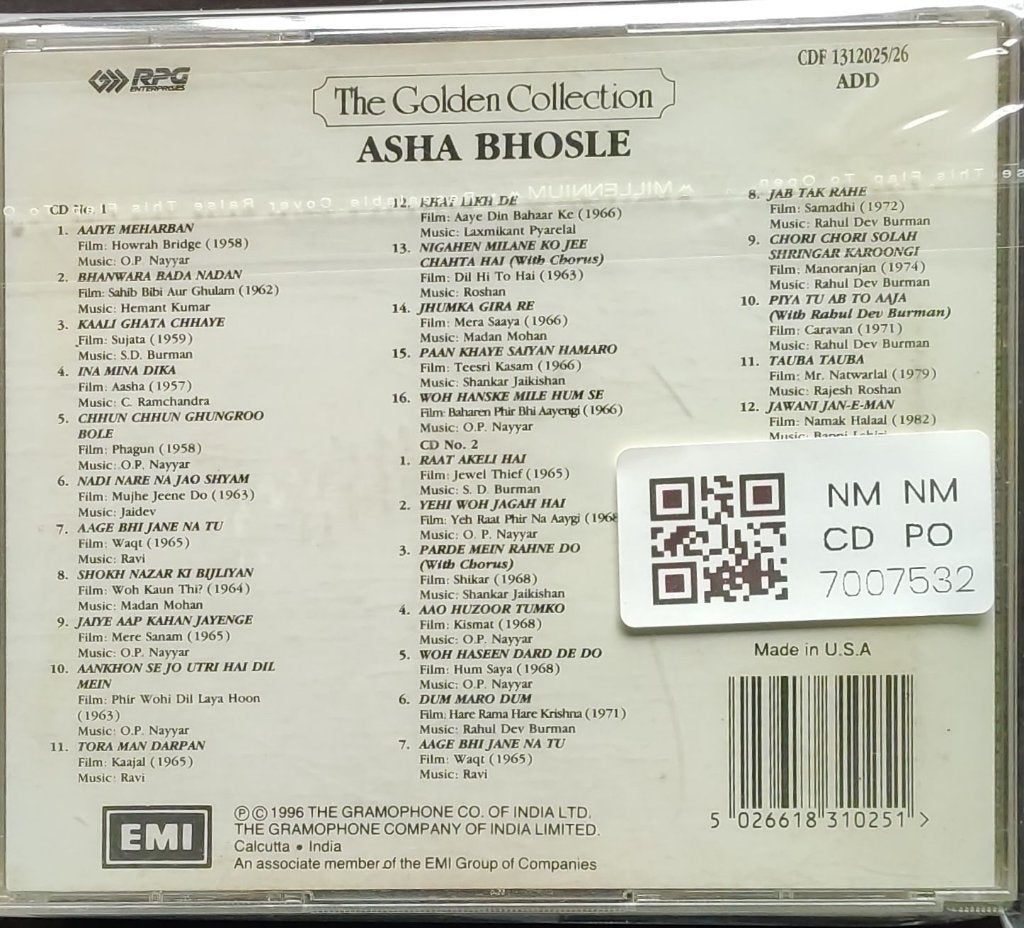 RPG
ENTERPRISES
CDF 1312025/26
ADD
The Golden Collection
ASHA BHOSLE
CD No. 1
1. AAIYE MEHARBAN
Film: Howrah Bridge (1958)
Music: O.P. Nayyar
2. BHANWARA BADA NADAN
Film: Sahib Bibi Aur Ghulam (1962)
Music: Hemant Kumar
3. KAALI GHATA CHHAYE
Film: Sujata (1959)
Music: S.D. Burman
4. INA MINA DIKA
Film: Aasha (1957)
Music: C. Ramchandra
5. CHHUN CHHUN GHUNGROO
BOLE
Film: Phagun (1958)
Music: O.P. Nayyar
6. NADI NARE NA JAO SHYAM
Film: Mujhe Jeene Do (1963)
Music: Jaidev
7. AAGE BHI JANE NA TU
Film: Waqt (1965)
Music: Ravi
8. SHOKH NAZAR KI BIJLIYAN
Film: Woh Kaun Thi? (1964)
Music: Madan Mohan
9. JAIYE AAP KAHAN JAYENGE
Film: Mere Sanam (1965)
Music: O.P. Nayyar
10. AANKHON SE JO UTRI HAI DIL
MEIN
Film: Phir Wohi Dil Laya Hoon
(1963)
Music: O.P. Nayyar
11. TORA MAN DARPAN
Film: Kaajal (1965)
Music: Ravi
12. KHAT LIKH DE
Film: Aaye Din Bahaar Ke (1966)
Music: Laxmikant Pyarelal
13. NIGAHEN MILANE KO JEE
CHAHTA HAI (With Chorus)
Film: Dil Hi To Hai (1963)
Music: Roshan
14. JHUMKA GIRA RE
Film: Mera Saaya (1966)
Music: Madan Mohan
15. PAAN KHAYE SAIYAN HAMARO
Film: Teesri Kasam (1966)
Music: Shankar Jaikishan
16. WOH HANSKE MILE HUM SE
Film: Baharen Phir Bhi Aayengi (1966)
Music: O.P. Nayyar
CD No. 2
1. RAAT AKELI HAI
Film: Jewel Thief (1965)
Music: S. D. Burman
2. YEHI WOH JAGAH HAI
Film: Yeh Raat Phir Na Aaygi (1968
Music: O. P. Nayyar
3. PARDE MEIN RAHNE DO
(With Chorus)
Film: Shikar (1968)
Music: Shankar Jaikishan
4. AAO HUZOOR TUMKO
Film: Kismat (1968)
Music: O.P. Nayyar
5. WOH HASEEN DARD DE DO
Film: Hum Saya (1968)
Music: O.P. Nayyar
6. DUM MARO DUM
Film: Hare Rama Hare Krishna (1971)
Music: Rahul Dev Burman
7. AAGE BHI JANE NA TU
Film: Waqt (1965)
Music: Ravi
8. JAB TAK RAHE
Film: Samadhi (1972)
Music: Rahul Dev Burman
9. CHORI CHORI SOLAH
SHRINGAR KAROONGI
Film: Manoranjan (1974)
Music: Rahul Dev Burman
10. PIYA TU AB TO AAJA
(With Rahul Dev Burman)
Film: Caravan (1971)
Music: Rahul Dev Burman
11. TAUBA TAUBA
Film: Mr. Natwarlal (1979)
Music: Rajesh Roshan
12. JAWANI JAN-E-MAN
Film: Namak Halaal (1982)
Music: Bappi Lahiri
NM NM
CD PO
7007532
Made in U.S.A
5 026618 310251 >
EMI
Ⓟ © 1996 THE GRAMOPHONE CO. OF INDIA LTD.
THE GRAMOPHONE COMPANY OF INDIA LIMITED.
Calcutta • India
An associate member of the EMI Group of Companies